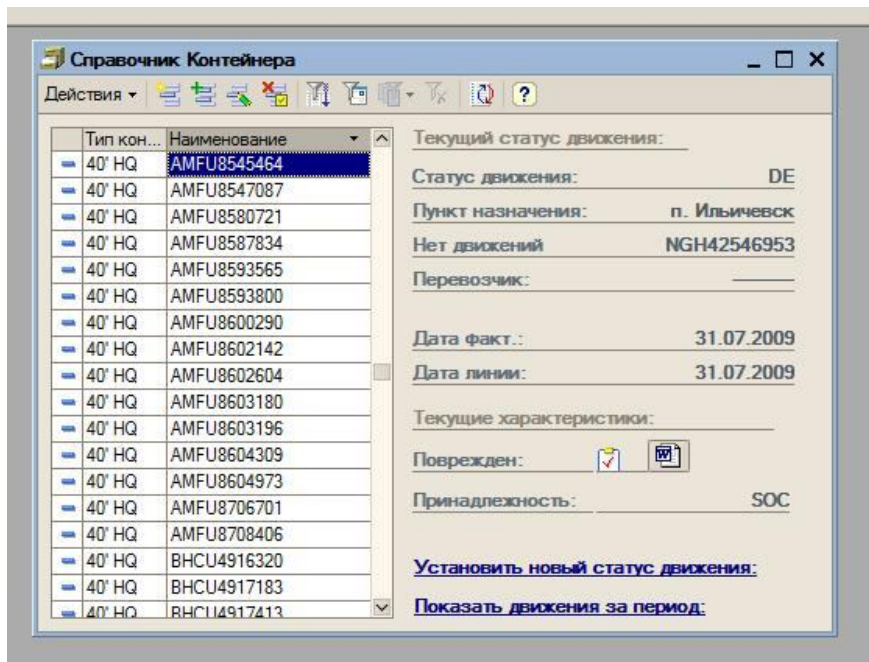 Справочник Контейнера
Действия
Тип кон... Наименование
40' HQ AMFU8545464
40' HQ AMFU8547087
40' HQ AMFU8580721
40' HQ AMFU8587834
40' HQ AMFU8593565
40' HQ AMFU8593800
40' HQ AMFU8600290
40' HQ AMFU8602142
40' HQ AMFU8602604
40' HQ AMFU8603180
40' HQ AMFU8603196
40' HQ AMFU8604309
40' HQ AMFU8604973
40' HQ AMFU8706701
40' HQ AMFU8708406
40' HQ BHCU4916320
40' HQ BHCU4917183
40' HQ BHCU4917413
Текущий статус движения:
Статус движения: DE
Пункт назначения: п. Ильичевск
Нет движений NGH42546953
Перевозчик:
Дата факт.: 31.07.2009
Дата линии: 31.07.2009
Текущие характеристики:
Поврежден:
Принадлежность: SOC
Установить новый статус движения:
Показать движения за период: